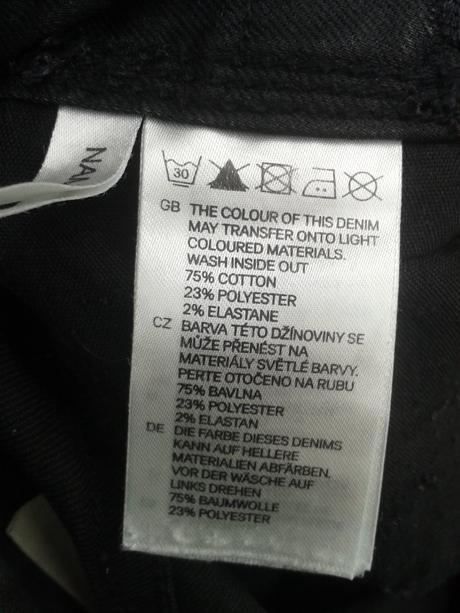 30
GB THE COLOUR OF THIS DENIM
MAY TRANSFER ONTO LIGHT
COLOURED MATERIALS.
WASH INSIDE OUT
75% COTTON
23% POLYESTER
2% ELASTANE
CZ BARVA TÉTO DŽÍNOVINY SE
MŮŽE PŘENÉST NA
MATERIÁLY SVĚTLÉ BARVY.
PERTE OTOČENO NA RUBU
75% BAVLNA
23% POLYESTER
2% ELASTAN
DE DIE FARBE DIESES DENIMS
KANN AUF HELLERE
MATERIALIEN ABFÄRBEN.
VOR DER WÄSCHE AUF
LINKS DREHEN
75% BAUMWOLLE
23% POLYESTER